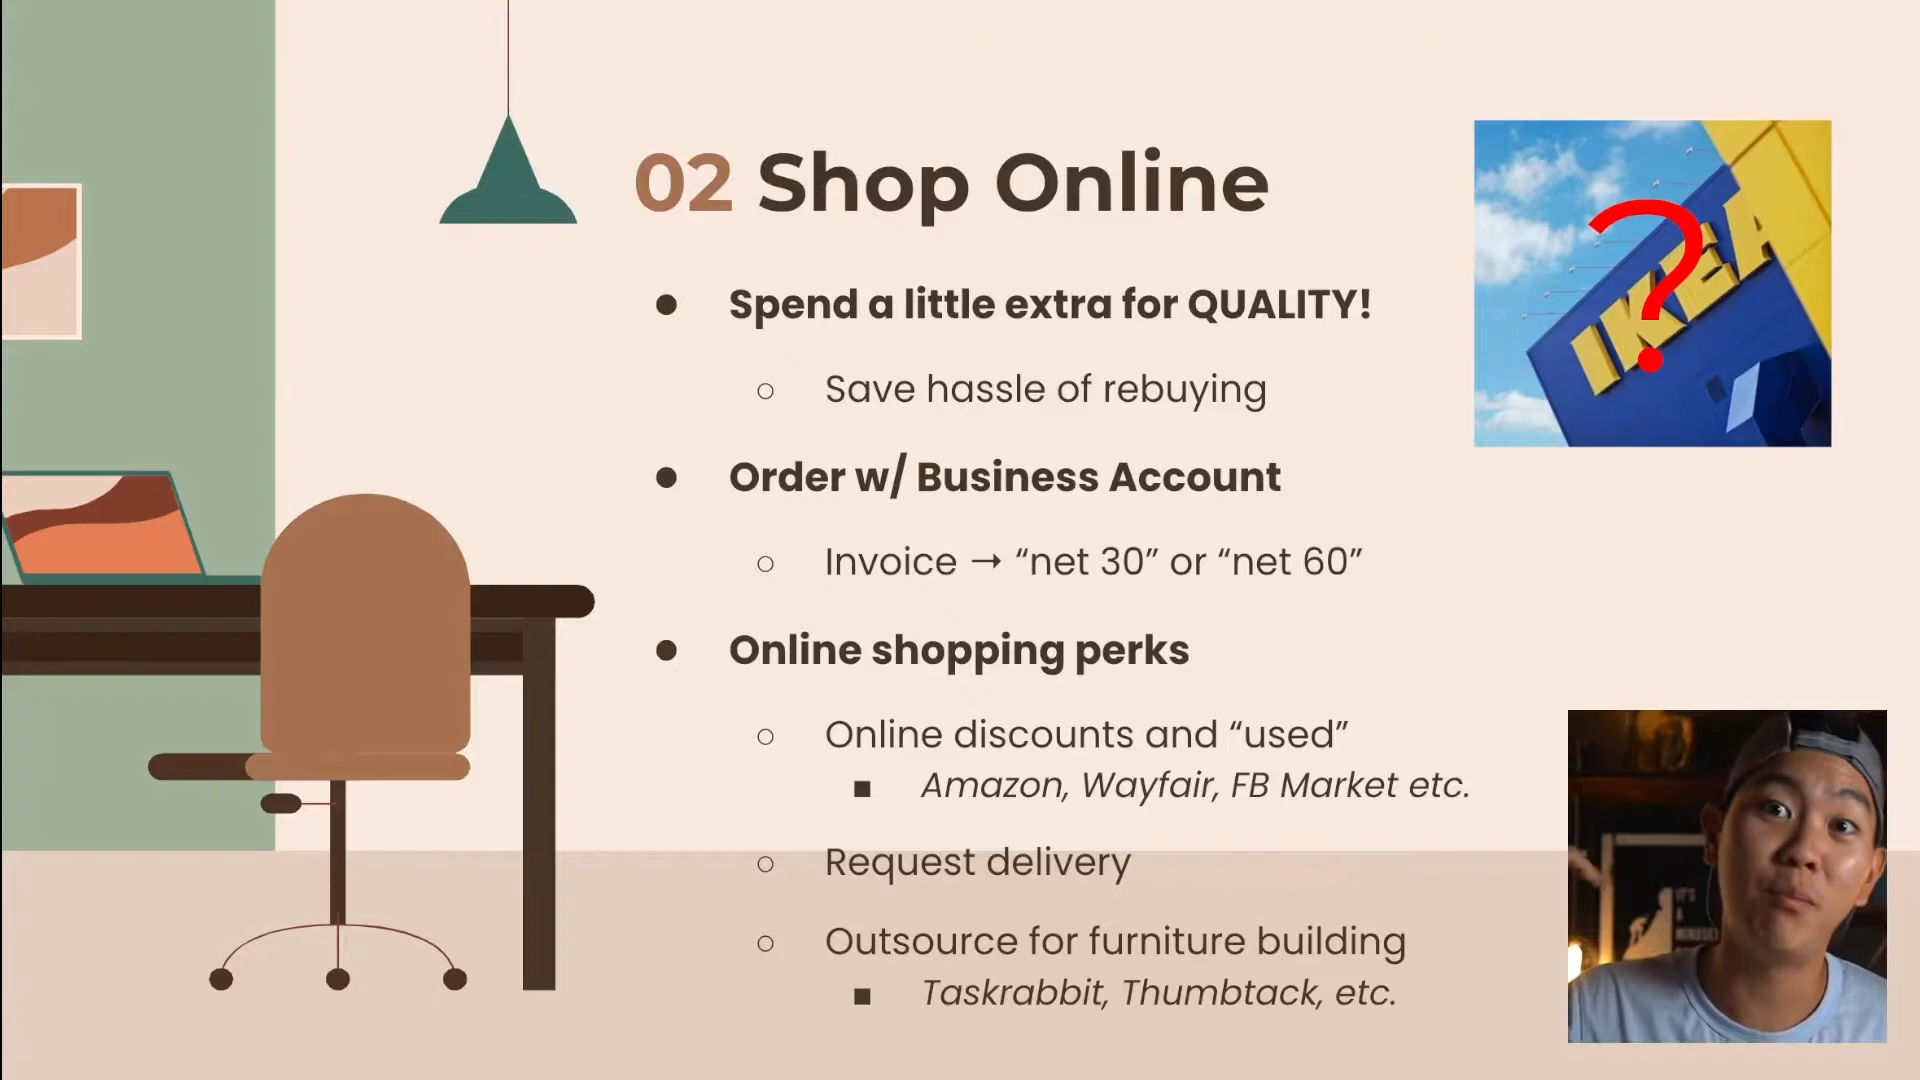 02 Shop Online
IKEA
?
● Spend a little extra for QUALITY!
○ Save hassle of rebuying
● Order w/ Business Account
○ Invoice → “net 30” or “net 60”
● Online shopping perks
○ Online discounts and “used”
■ Amazon, Wayfair, FB Market etc.
○ Request delivery
○ Outsource for furniture building
■ Taskrabbit, Thumbtack, etc.
IT'S
A
MINDSET